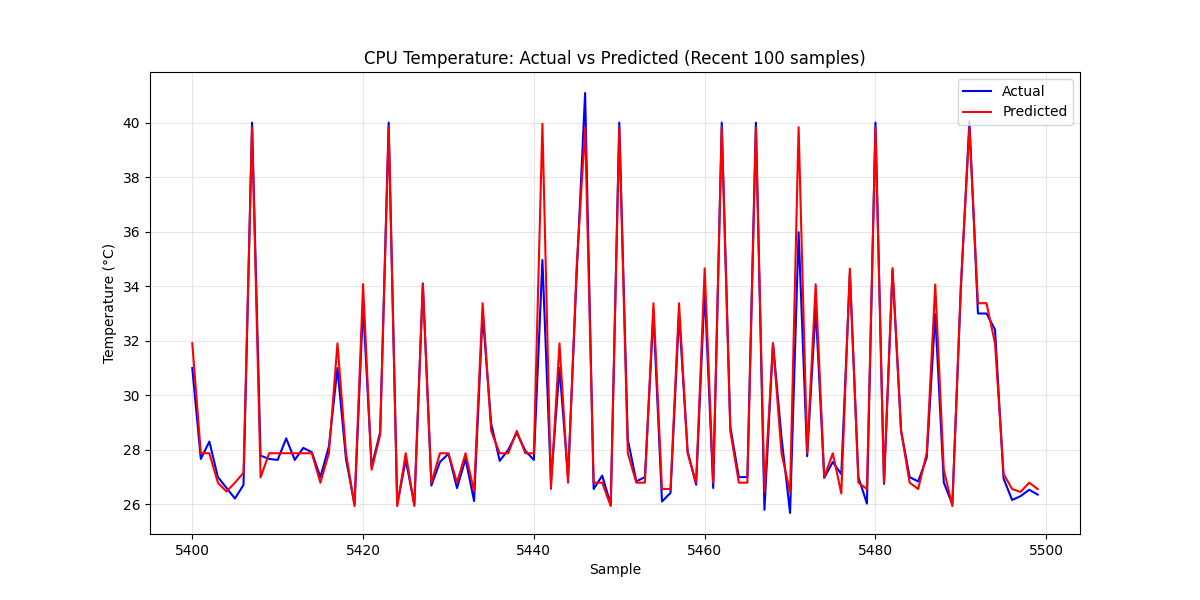 CPU Temperature: Actual vs Predicted (Recent 100 samples)
Actual
Predicted
40
38
36
34
32
30
28
26
Temperature (°C)
5400 5420 5440 5460 5480 5500
Sample